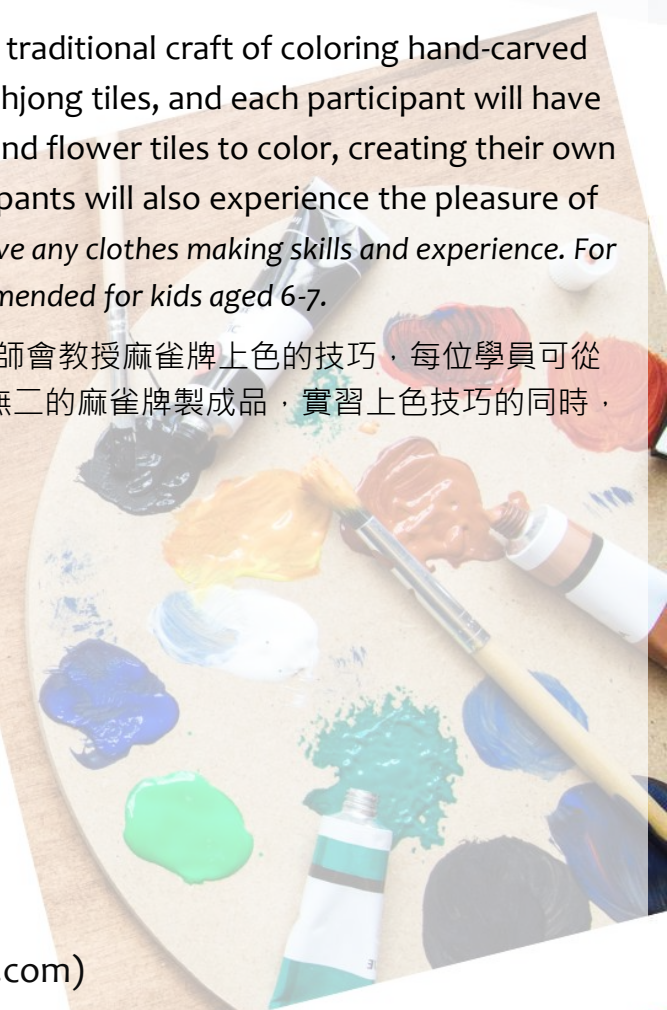 traditional craft of coloring hand-carved
hjong tiles, and each participant will have
nd flower tiles to color, creating their own
pants will also experience the pleasure of
ve any clothes making skills and experience. For
mended for kids aged 6-7.
師會教授麻雀牌上色的技巧，每位學員可從
無二的麻雀牌製成品，實習上色技巧的同時，
.com)